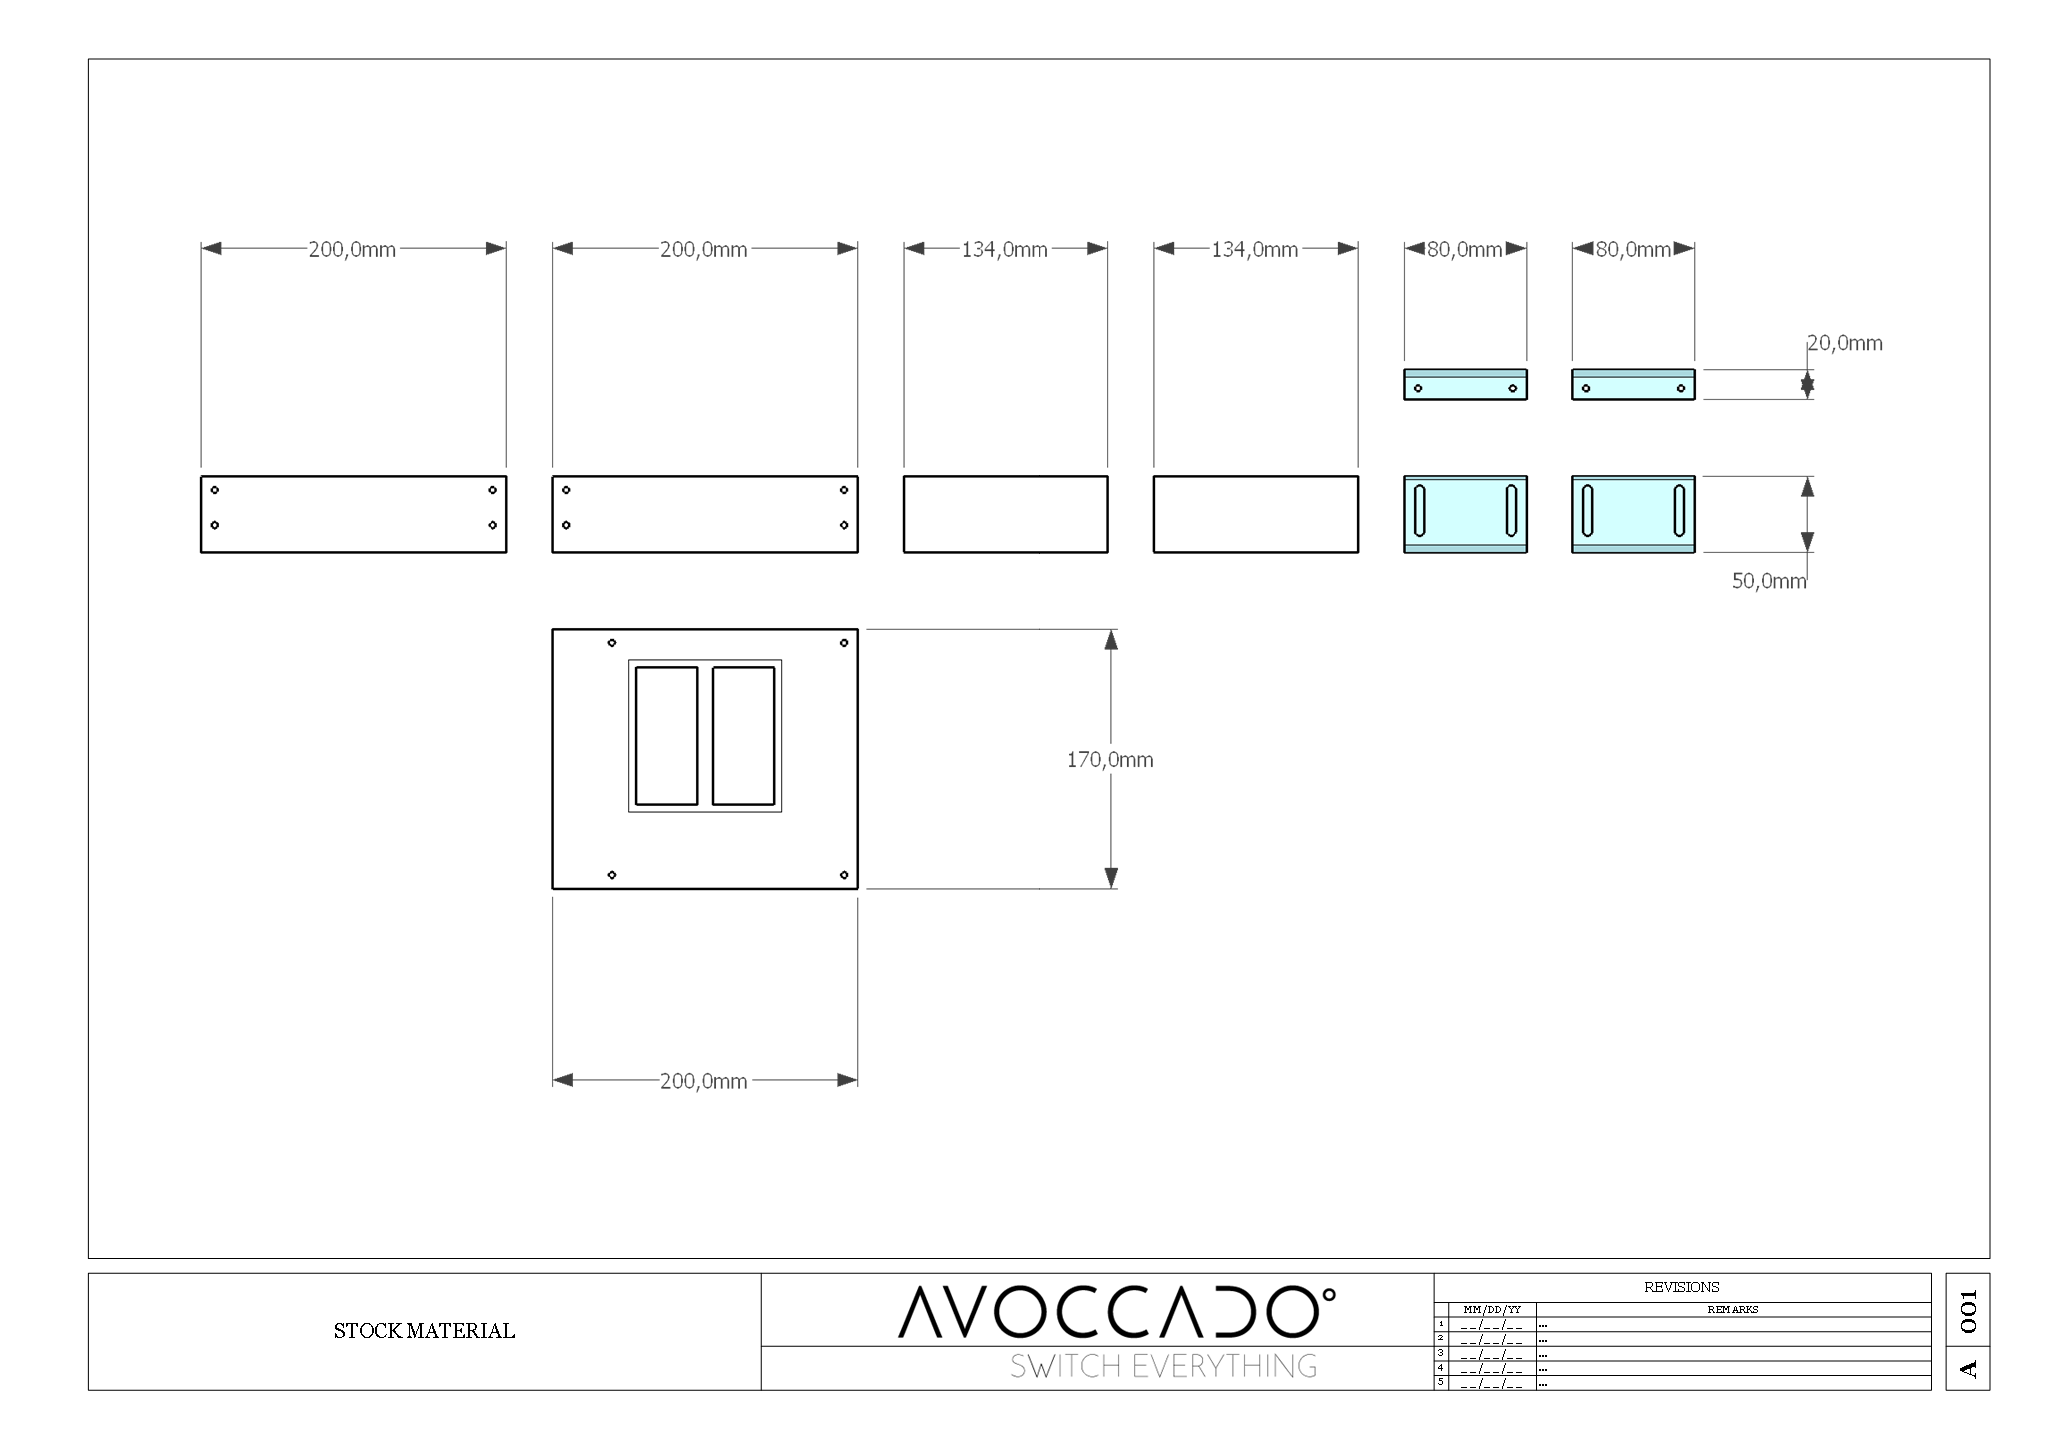 200,0mm 200,0mm 134,0mm 134,0mm 80,0mm 80,0mm
20,0mm
50,0mm
170,0mm
200,0mm
STOCK MATERIAL
AVOCCADO°
SWITCH EVERYTHING
REVISIONS
MM/DD/YY REMARKS
1 __/__/__ ...
2 __/__/__ ...
3 __/__/__ ...
4 __/__/__ ...
5 __/__/__ ...
001
A